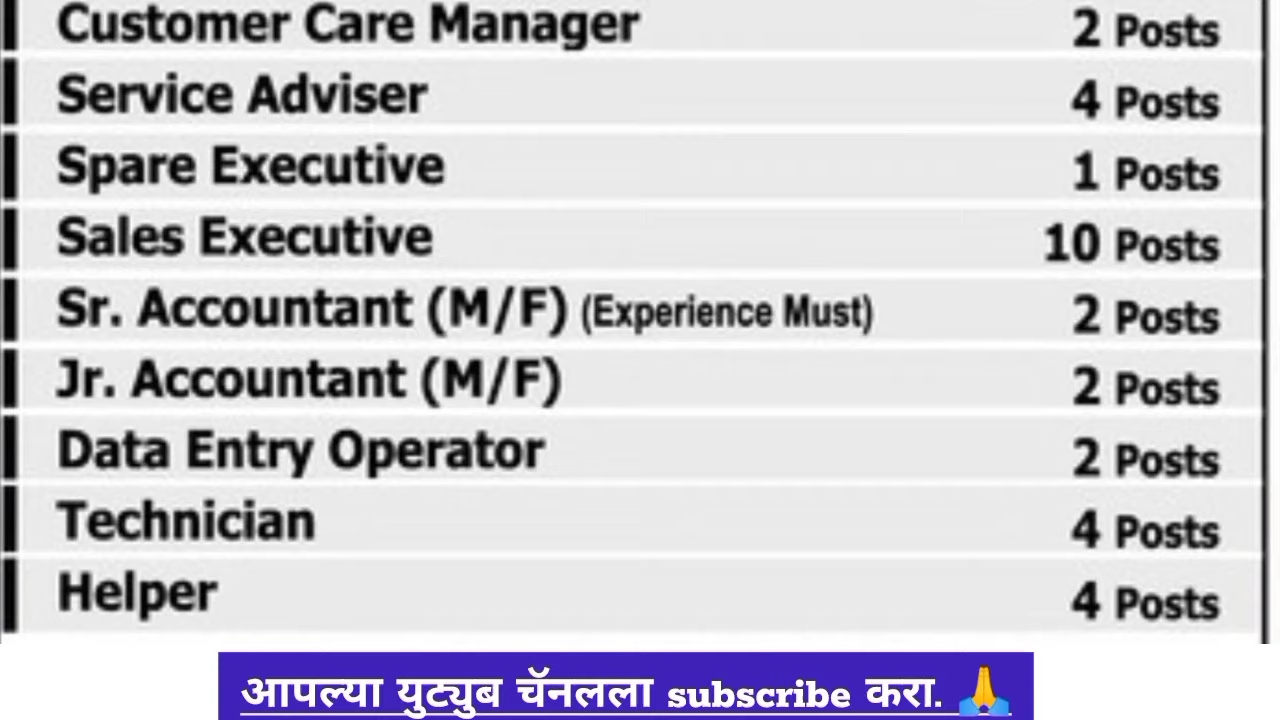 Customer Care Manager 2 Posts
Service Adviser 4 Posts
Spare Executive 1 Posts
Sales Executive 10 Posts
Sr. Accountant (M/F) (Experience Must) 2 Posts
Jr. Accountant (M/F) 2 Posts
Data Entry Operator 2 Posts
Technician 4 Posts
Helper 4 Posts
आपल्या युट्युब चॅनलला subscribe करा. 🙏